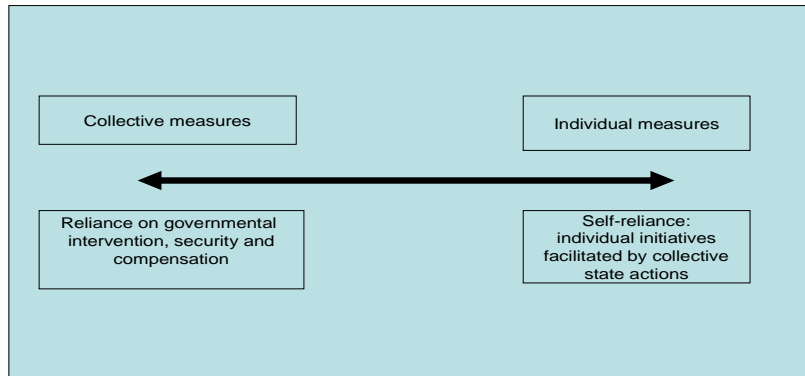 Collective measures
Individual measures
Reliance on governmental
intervention, security and
compensation
Self-reliance:
individual initiatives
facilitated by collective
state actions